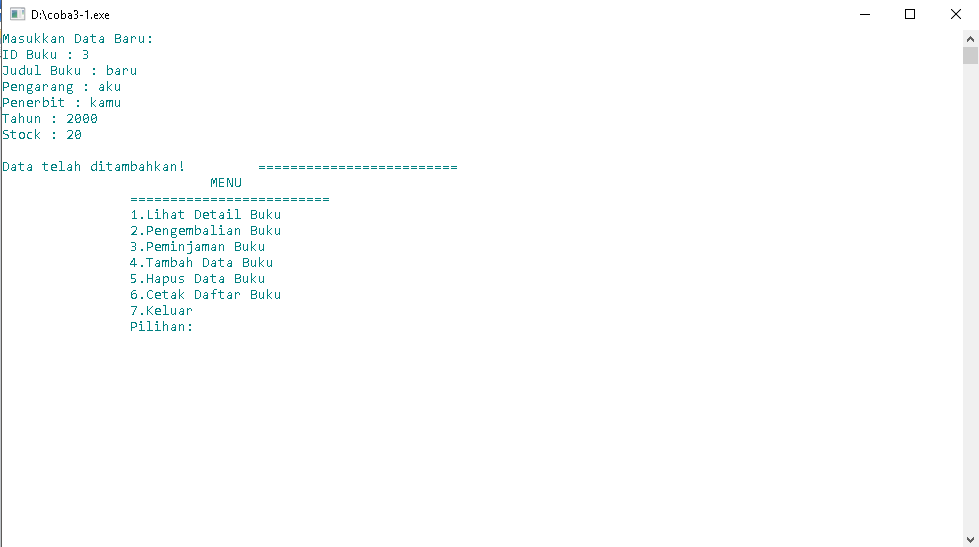 D:\coba3-1.exe
Masukkan Data Baru:
ID Buku : 3
Judul Buku : baru
Pengarang : aku
Penerbit : kamu
Tahun : 2000
Stock : 20
Data telah ditambahkan! =========================
MENU
=========================
1.Lihat Detail Buku
2.Pengembalian Buku
3.Peminjaman Buku
4.Tambah Data Buku
5.Hapus Data Buku
6.Cetak Daftar Buku
7.Keluar
Pilihan: